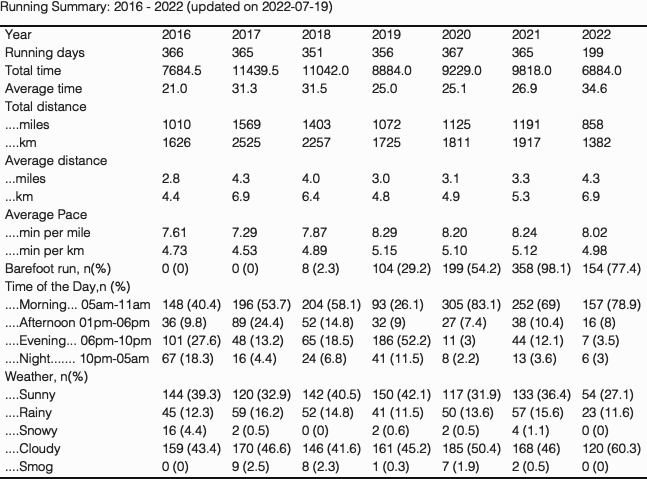 Running Summary: 2016 - 2022 (updated on 2022-07-19)
Year 2016 2017 2018 2019 2020 2021 2022
Running days 366 365 351 356 367 365 199
Total time 7684.5 11439.5 11042.0 8884.0 9229.0 9818.0 6884.0
Average time 21.0 31.3 31.5 25.0 25.1 26.9 34.6
Total distance
....miles 1010 1569 1403 1072 1125 1191 858
....km 1626 2525 2257 1725 1811 1917 1382
Average distance
...miles 2.8 4.3 4.0 3.0 3.1 3.3 4.3
...km 4.4 6.9 6.4 4.8 4.9 5.3 6.9
Average Pace
....min per mile 7.61 7.29 7.87 8.29 8.20 8.24 8.02
....min per km 4.73 4.53 4.89 5.15 5.10 5.12 4.98
Barefoot run, n(%) 0 (0) 0 (0) 8 (2.3) 104 (29.2) 199 (54.2) 358 (98.1) 154 (77.4)
Time of the Day,n (%)
....Morning... 05am-11am 148 (40.4) 196 (53.7) 204 (58.1) 93 (26.1) 305 (83.1) 252 (69) 157 (78.9)
....Afternoon 01pm-06pm 36 (9.8) 89 (24.4) 52 (14.8) 32 (9) 27 (7.4) 38 (10.4) 16 (8)
....Evening... 06pm-10pm 101 (27.6) 48 (13.2) 65 (18.5) 186 (52.2) 11 (3) 44 (12.1) 7 (3.5)
....Night....... 10pm-05am 67 (18.3) 16 (4.4) 24 (6.8) 41 (11.5) 8 (2.2) 13 (3.6) 6 (3)
Weather, n(%)
....Sunny 144 (39.3) 120 (32.9) 142 (40.5) 150 (42.1) 117 (31.9) 133 (36.4) 54 (27.1)
....Rainy 45 (12.3) 59 (16.2) 52 (14.8) 41 (11.5) 50 (13.6) 57 (15.6) 23 (11.6)
....Snowy 16 (4.4) 2 (0.5) 0 (0) 2 (0.6) 2 (0.5) 4 (1.1) 0 (0)
....Cloudy 159 (43.4) 170 (46.6) 146 (41.6) 161 (45.2) 185 (50.4) 168 (46) 120 (60.3)
....Smog 0 (0) 9 (2.5) 8 (2.3) 1 (0.3) 7 (1.9) 2 (0.5) 0 (0)